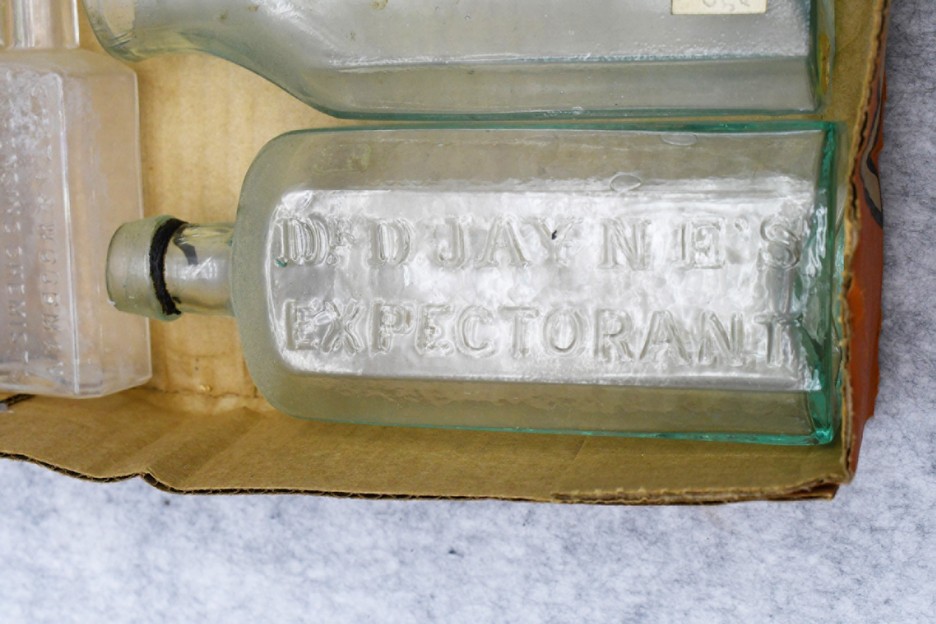 Dr D JAYNE'S
EXPECTORANT